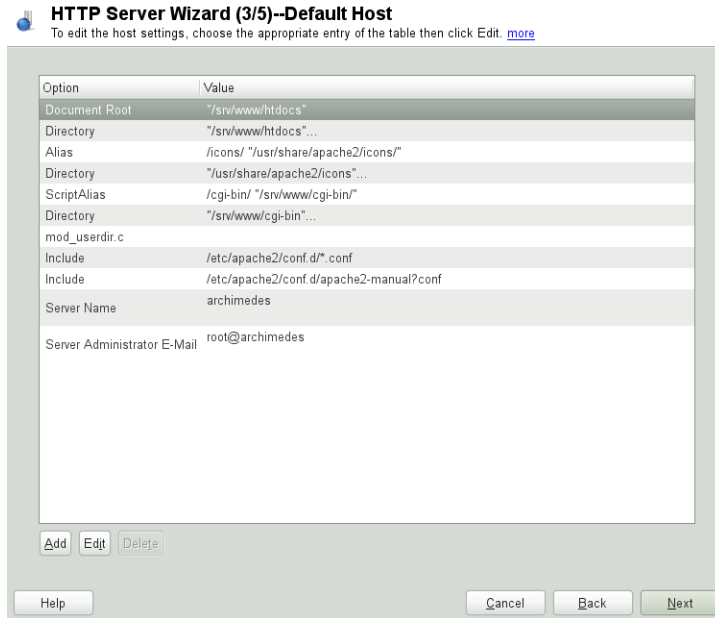 HTTP Server Wizard (3/5)--Default Host
To edit the host settings, choose the appropriate entry of the table then click Edit. more
Option Value
Document Root "/srv/www/htdocs"
Directory "/srv/www/htdocs"...
Alias /icons/ "/usr/share/apache2/icons/"
Directory "/usr/share/apache2/icons"...
ScriptAlias /cgi-bin/ "/srv/www/cgi-bin/"
Directory "/srv/www/cgi-bin"...
mod_userdir.c
Include /etc/apache2/conf.d/*.conf
Include /etc/apache2/conf.d/apache2-manual?conf
Server Name archimedes
Server Administrator E-Mail root@archimedes
Add Edit Delete
Help Cancel Back Next